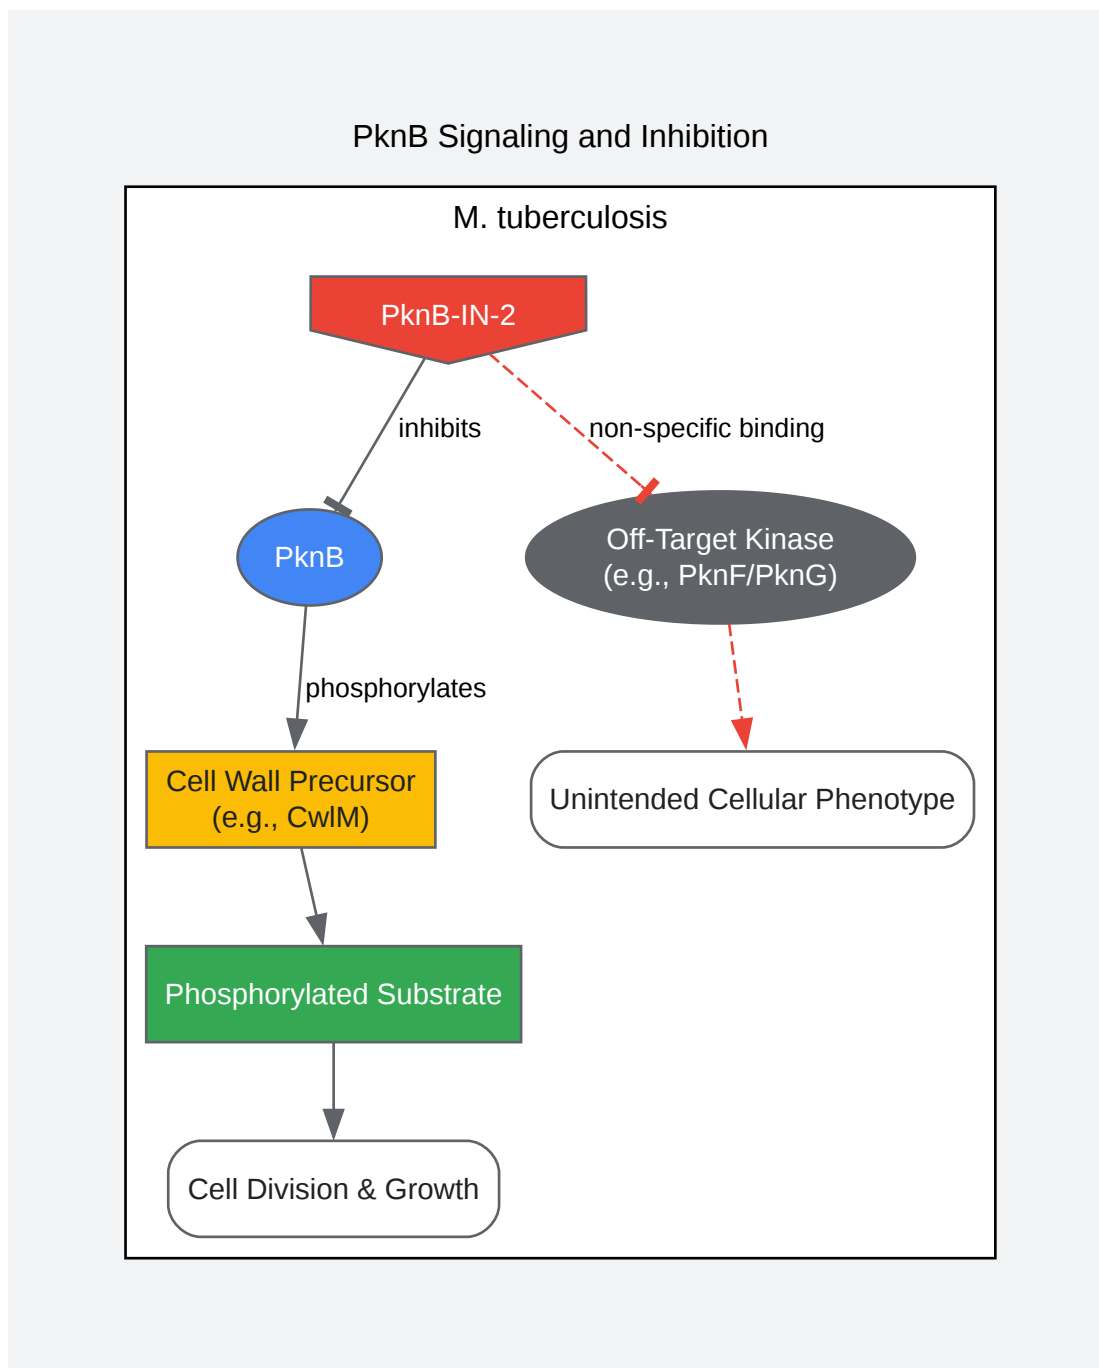 PknB Signaling and Inhibition
M. tuberculosis
PknB-IN-2
inhibits
non-specific binding
PknB
Off-Target Kinase
(e.g., PknF/PknG)
phosphorylates
Cell Wall Precursor
(e.g., CwlM)
Unintended Cellular Phenotype
Phosphorylated Substrate
Cell Division & Growth